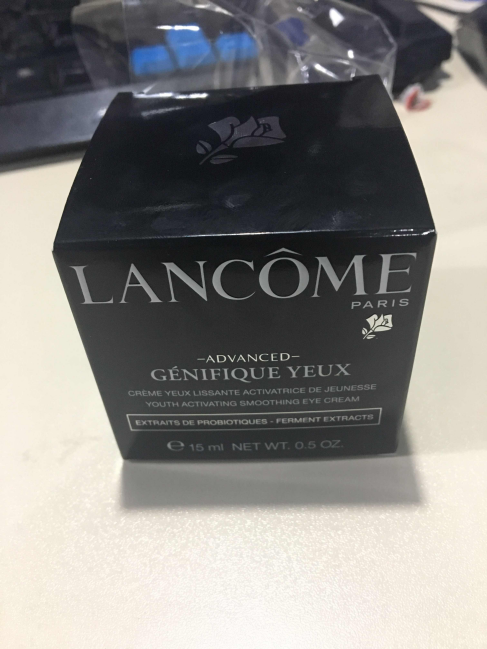 LANCÔME
PARIS
–ADVANCED–
GÉNIFIQUE YEUX
CRÈME YEUX LISSANTE ACTIVATRICE DE JEUNESSE
YOUTH ACTIVATING SMOOTHING EYE CREAM
EXTRAITS DE PROBIOTIQUES - FERMENT EXTRACTS
℮ 15 ml NET WT. 0.5 OZ.